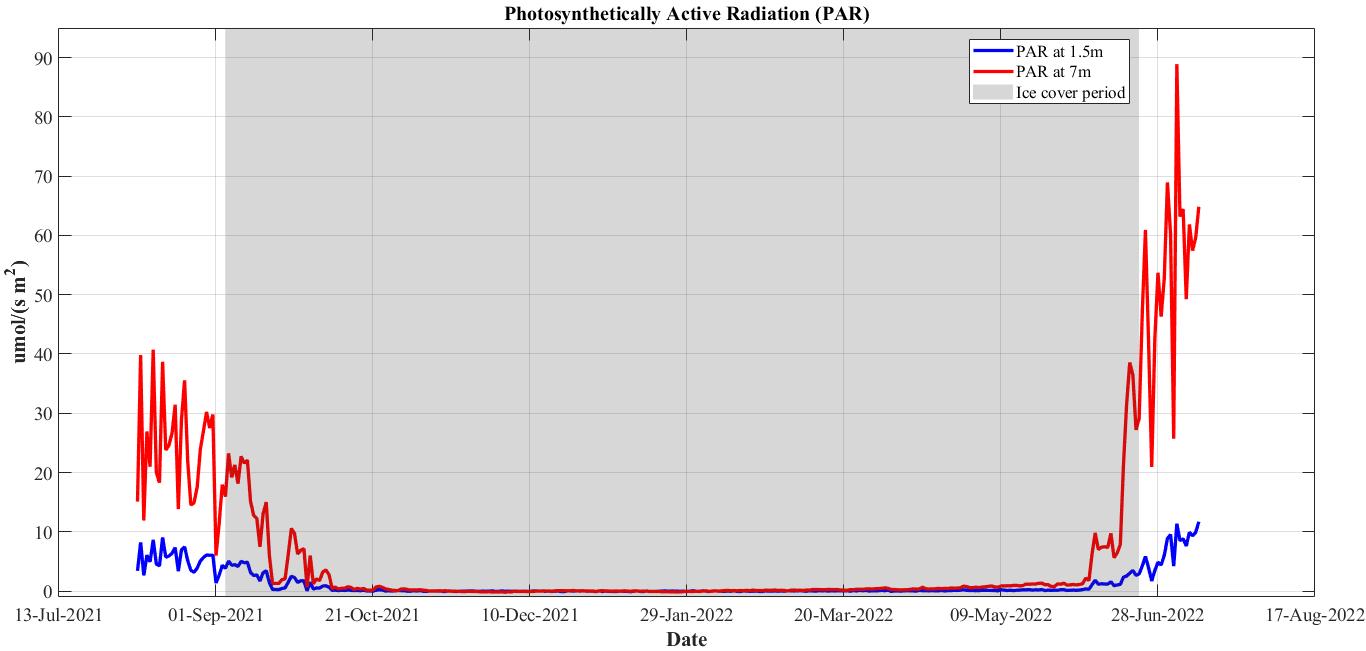 Photosynthetically Active Radiation (PAR)
PAR at 1.5m
PAR at 7m
Ice cover period
umol/(s m²)
90
80
70
60
50
40
30
20
10
0
13-Jul-2021 01-Sep-2021 21-Oct-2021 10-Dec-2021 29-Jan-2022 20-Mar-2022 09-May-2022 28-Jun-2022 17-Aug-2022
Date